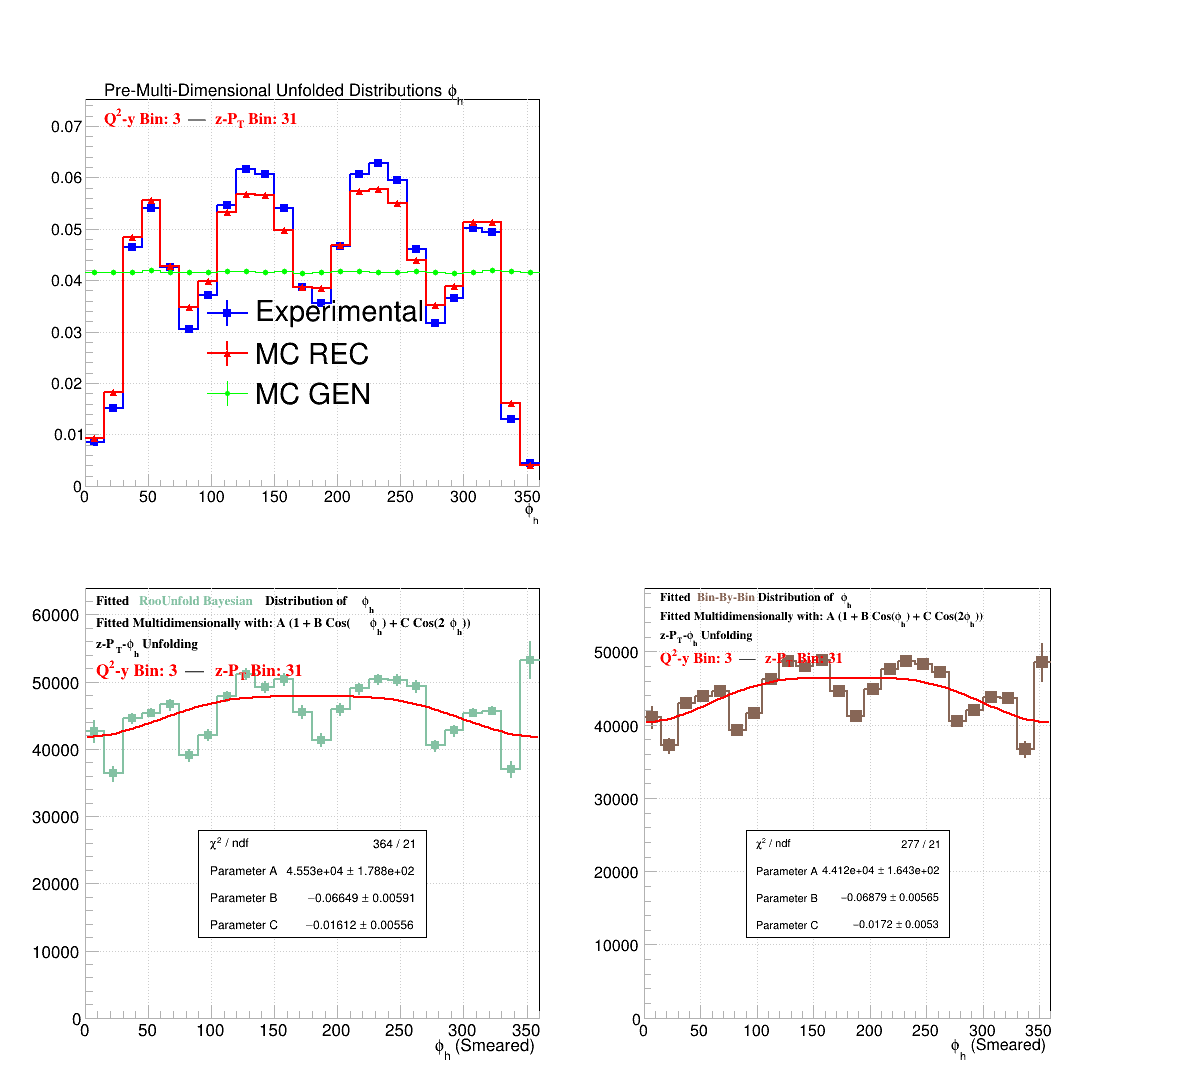 Pre-Multi-Dimensional Unfolded Distributions ϕh
Q²-y Bin: 3 — z-PT Bin: 31
0.07
0.06
0.05
0.04
0.03
0.02
0.01
0
Experimental
MC REC
MC GEN
0 50 100 150 200 250 300 350
ϕh
Fitted RooUnfold Bayesian Distribution of ϕh
Fitted Multidimensionally with: A (1 + B Cos( ϕh) + C Cos(2 ϕh))
z-PT-ϕh Unfolding
Q²-y Bin: 3 — z-PT Bin: 31
60000
50000
40000
30000
20000
10000
0
χ² / ndf 364 / 21
Parameter A 4.553e+04 ± 1.788e+02
Parameter B −0.06649 ± 0.00591
Parameter C −0.01612 ± 0.00556
0 50 100 150 200 250 300 350
ϕh (Smeared)
Fitted Bin-By-Bin Distribution of ϕh
Fitted Multidimensionally with: A (1 + B Cos(ϕh) + C Cos(2ϕh))
z-PT-ϕh Unfolding
Q²-y Bin: 3 — z-PT Bin: 31
50000
40000
30000
20000
10000
0
χ² / ndf 277 / 21
Parameter A 4.412e+04 ± 1.643e+02
Parameter B −0.06879 ± 0.00565
Parameter C −0.0172 ± 0.0053
0 50 100 150 200 250 300 350
ϕh (Smeared)